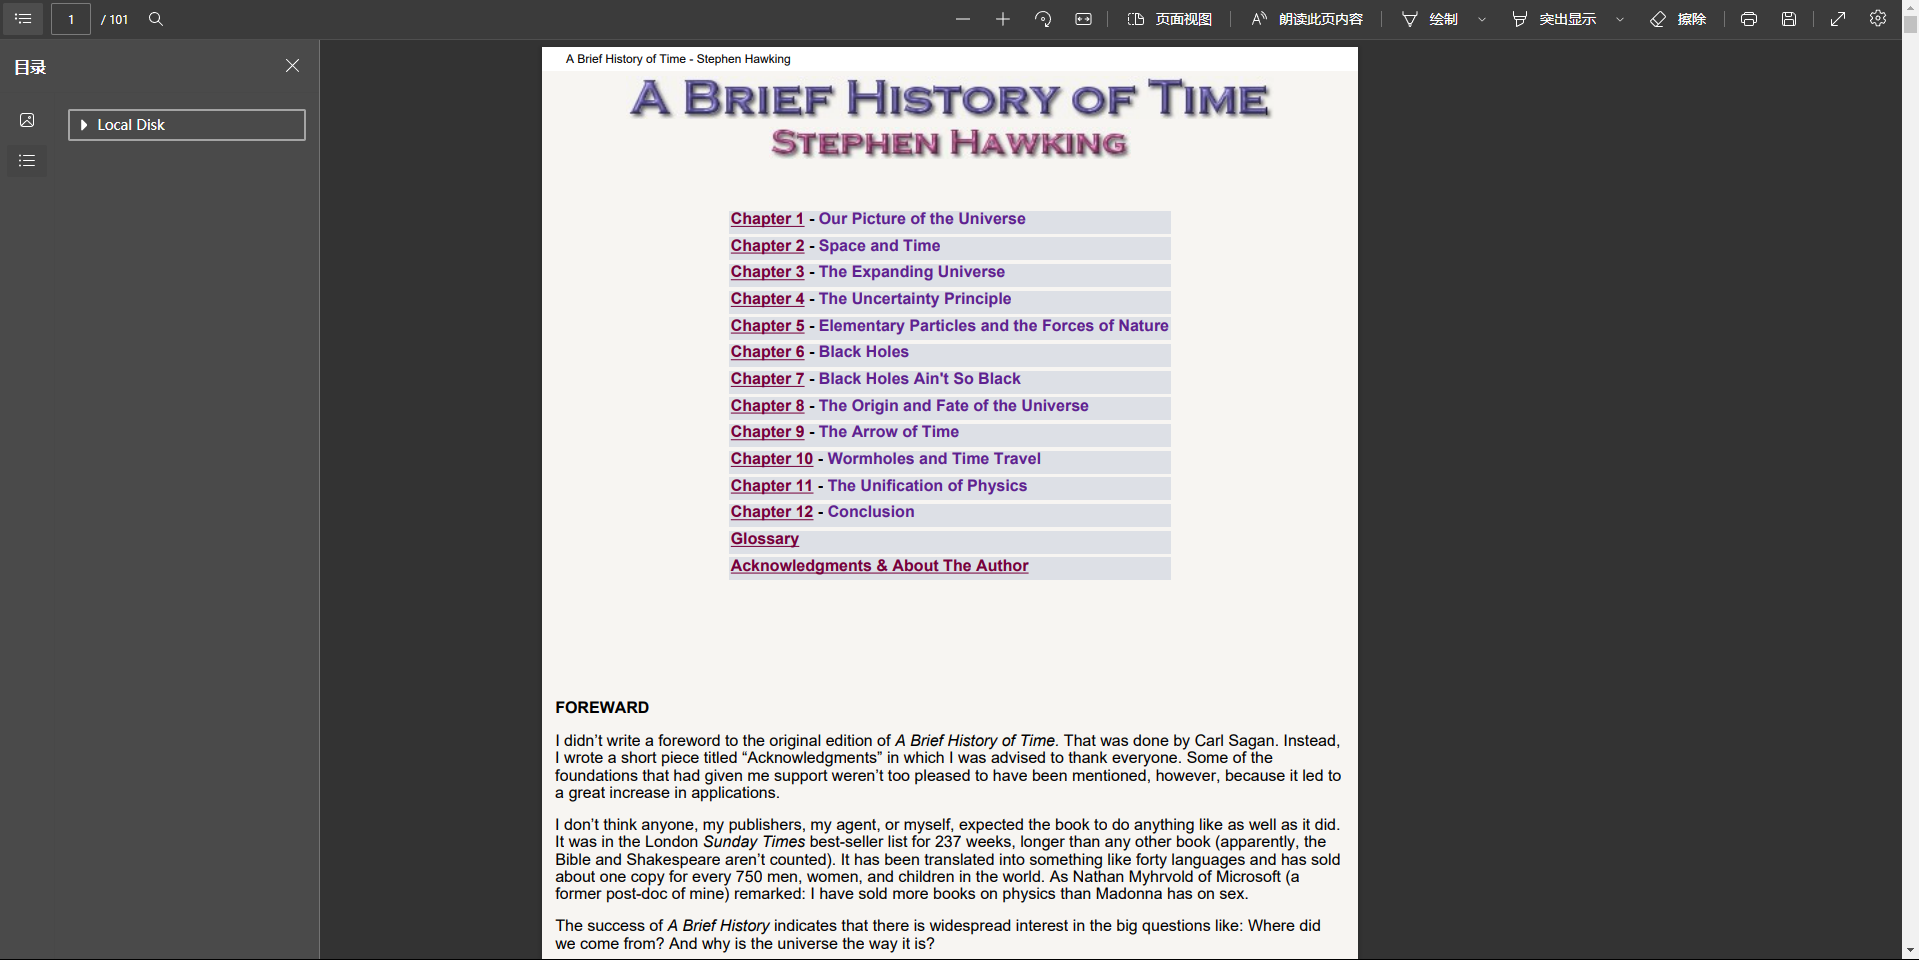 1 / 101 页面视图 朗读此页内容 绘制 突出显示 擦除
目录
Local Disk
A Brief History of Time - Stephen Hawking
A BRIEF HISTORY OF TIME
STEPHEN HAWKING
Chapter 1 - Our Picture of the Universe
Chapter 2 - Space and Time
Chapter 3 - The Expanding Universe
Chapter 4 - The Uncertainty Principle
Chapter 5 - Elementary Particles and the Forces of Nature
Chapter 6 - Black Holes
Chapter 7 - Black Holes Ain't So Black
Chapter 8 - The Origin and Fate of the Universe
Chapter 9 - The Arrow of Time
Chapter 10 - Wormholes and Time Travel
Chapter 11 - The Unification of Physics
Chapter 12 - Conclusion
Glossary
Acknowledgments & About The Author
FOREWARD
I didn’t write a foreword to the original edition of A Brief History of Time. That was done by Carl Sagan. Instead,
I wrote a short piece titled “Acknowledgments” in which I was advised to thank everyone. Some of the
foundations that had given me support weren’t too pleased to have been mentioned, however, because it led to
a great increase in applications.
I don’t think anyone, my publishers, my agent, or myself, expected the book to do anything like as well as it did.
It was in the London Sunday Times best-seller list for 237 weeks, longer than any other book (apparently, the
Bible and Shakespeare aren’t counted). It has been translated into something like forty languages and has sold
about one copy for every 750 men, women, and children in the world. As Nathan Myhrvold of Microsoft (a
former post-doc of mine) remarked: I have sold more books on physics than Madonna has on sex.
The success of A Brief History indicates that there is widespread interest in the big questions like: Where did
we come from? And why is the universe the way it is?